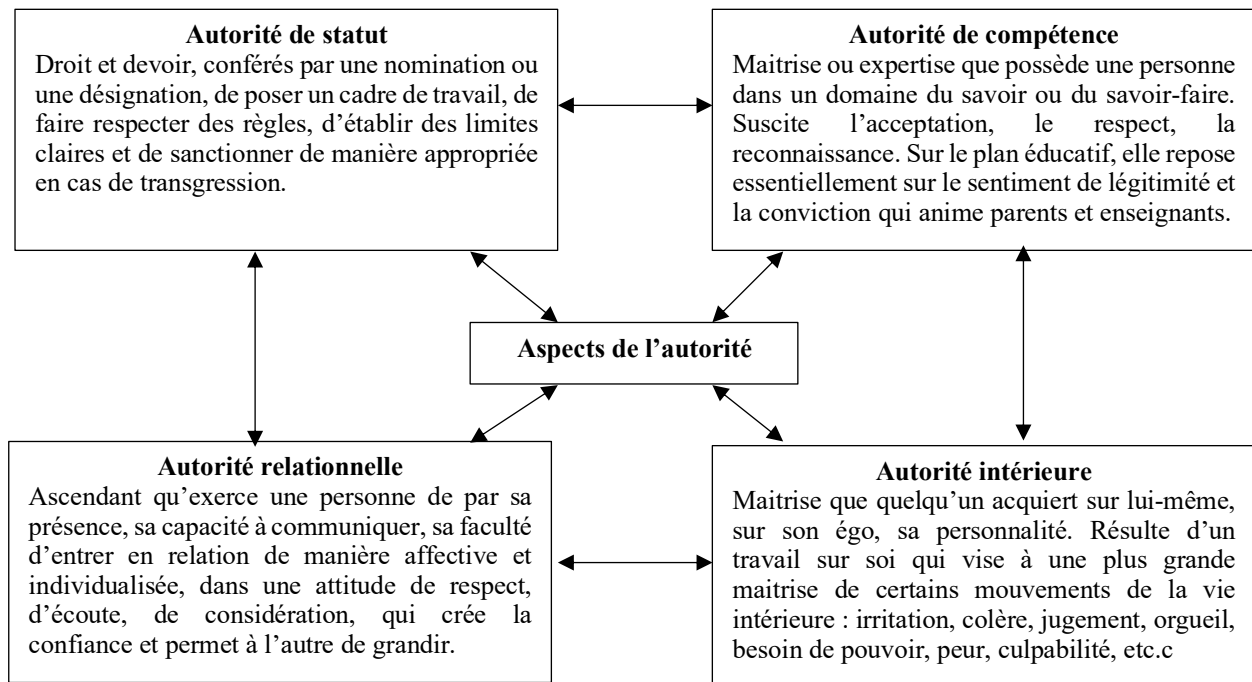 Autorité de statut
Droit et devoir, conférés par une nomination ou
une désignation, de poser un cadre de travail, de
faire respecter des règles, d’établir des limites
claires et de sanctionner de manière appropriée
en cas de transgression.
Autorité de compétence
Maitrise ou expertise que possède une personne
dans un domaine du savoir ou du savoir-faire.
Suscite l’acceptation, le respect, la
reconnaissance. Sur le plan éducatif, elle repose
essentiellement sur le sentiment de légitimité et
la conviction qui anime parents et enseignants.
Aspects de l’autorité
Autorité relationnelle
Ascendant qu’exerce une personne de par sa
présence, sa capacité à communiquer, sa faculté
d’entrer en relation de manière affective et
individualisée, dans une attitude de respect,
d’écoute, de considération, qui crée la
confiance et permet à l’autre de grandir.
Autorité intérieure
Maitrise que quelqu’un acquiert sur lui-même,
sur son égo, sa personnalité. Résulte d’un
travail sur soi qui vise à une plus grande
maitrise de certains mouvements de la vie
intérieure : irritation, colère, jugement, orgueil,
besoin de pouvoir, peur, culpabilité, etc.c